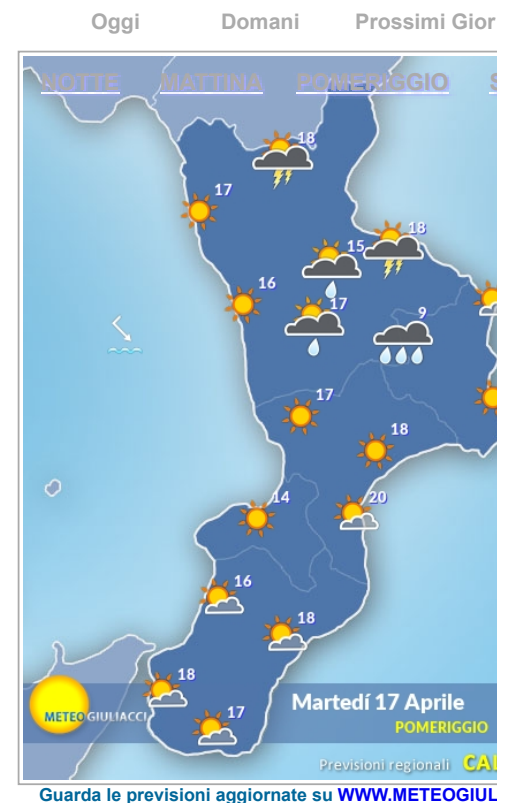 Oggi Domani Prossimi Gior
NOTTE MATTINA POMERIGGIO S
18
17
18
15
16
17
9
17
18
14
20
16
18
18
17
Martedí 17 Aprile
METEOGIULIACCI
POMERIGGIO
Previsioni regionali CAL
Guarda le previsioni aggiornate su WWW.METEOGIUL